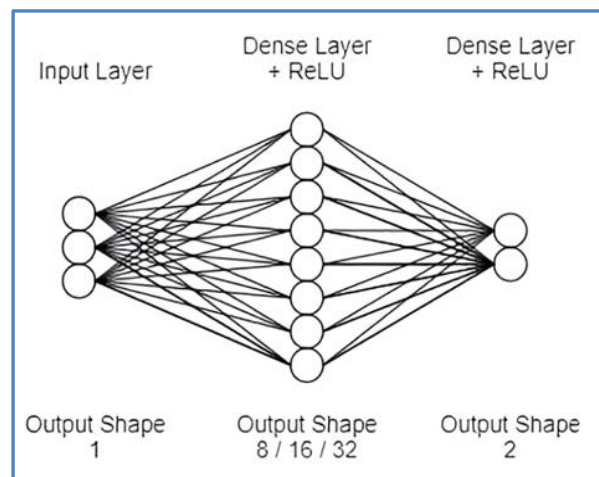 Input Layer
Dense Layer
+ ReLU
Dense Layer
+ ReLU
Output Shape
1
Output Shape
8 / 16 / 32
Output Shape
2